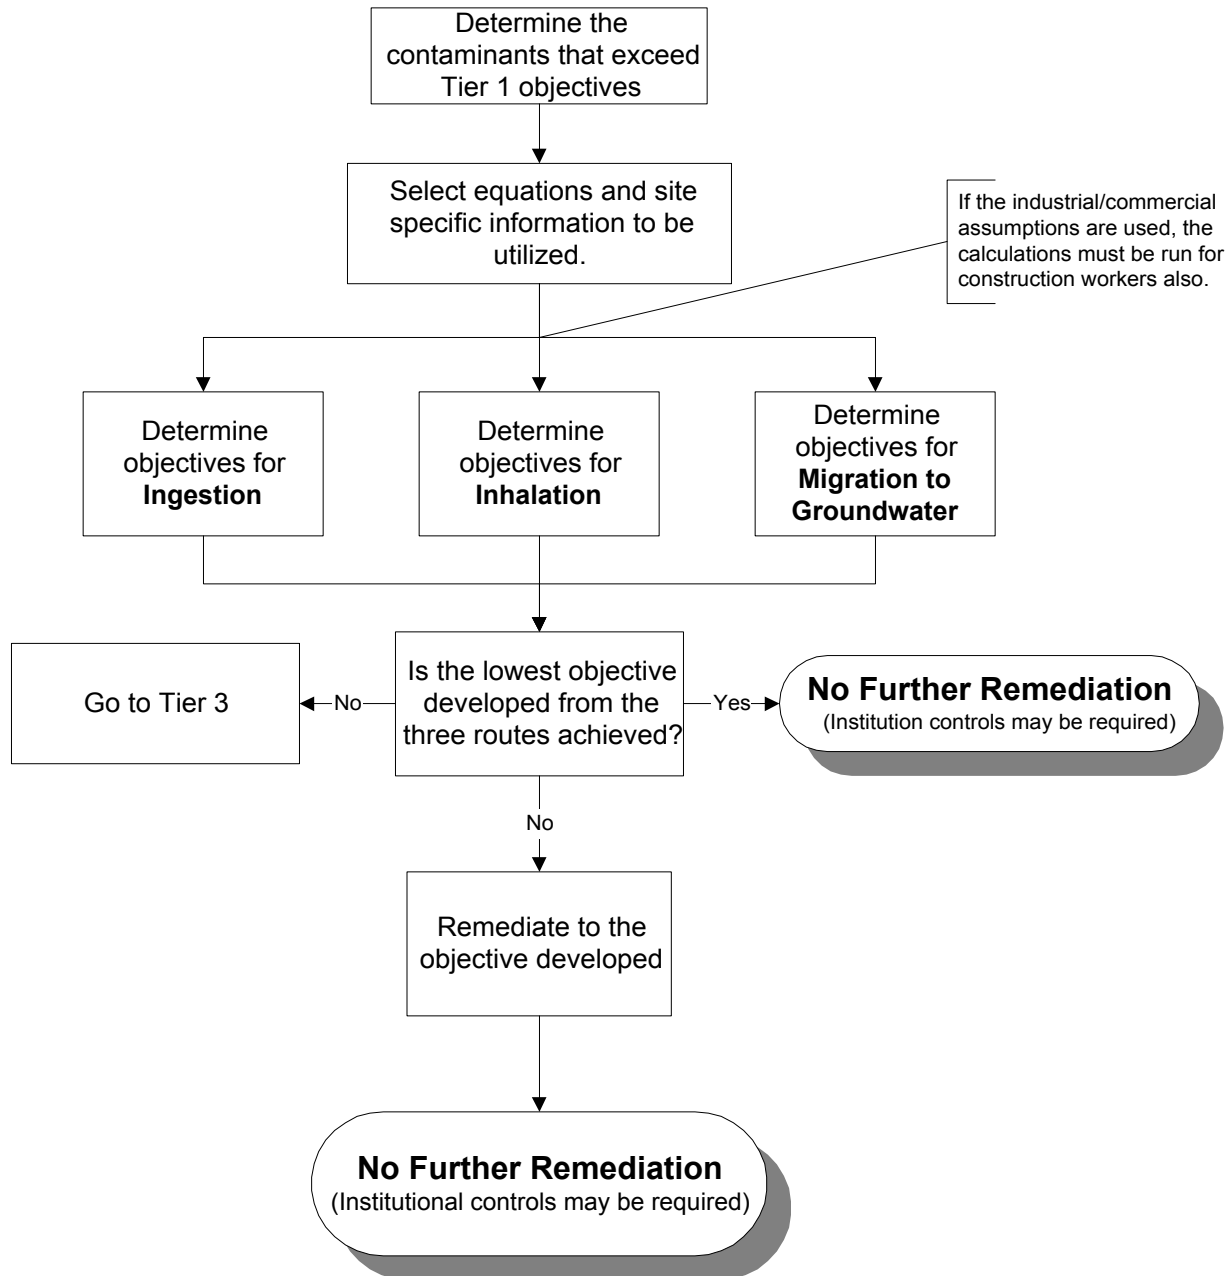 Determine the
contaminants that exceed
Tier 1 objectives
Select equations and site
specific information to be
utilized.
If the industrial/commercial
assumptions are used, the
calculations must be run for
construction workers also.
Determine
objectives for
Ingestion
Determine
objectives for
Inhalation
Determine
objectives for
Migration to
Groundwater
Go to Tier 3
No
Is the lowest objective
developed from the
three routes achieved?
Yes
No Further Remediation
(Institution controls may be required)
No
Remediate to the
objective developed
No Further Remediation
(Institutional controls may be required)